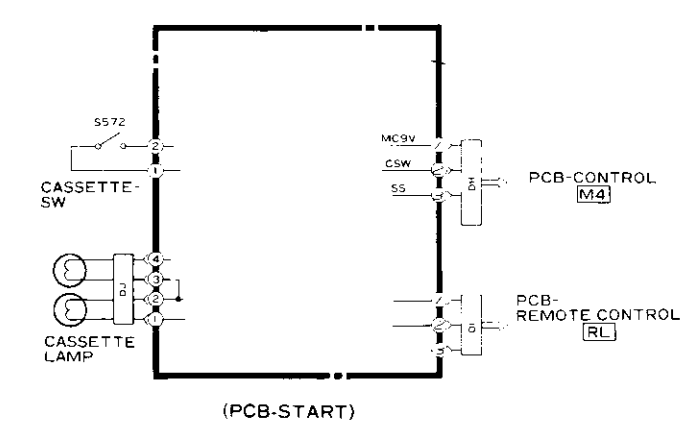 S572
2
1
CASSETTE-
SW
MC9V
CSW
SS
DH
PCB-CONTROL
M4
4
3
2
1
DJ
CASSETTE
LAMP
2
3
DI
PCB-
REMOTE CONTROL
RL
(PCB-START)